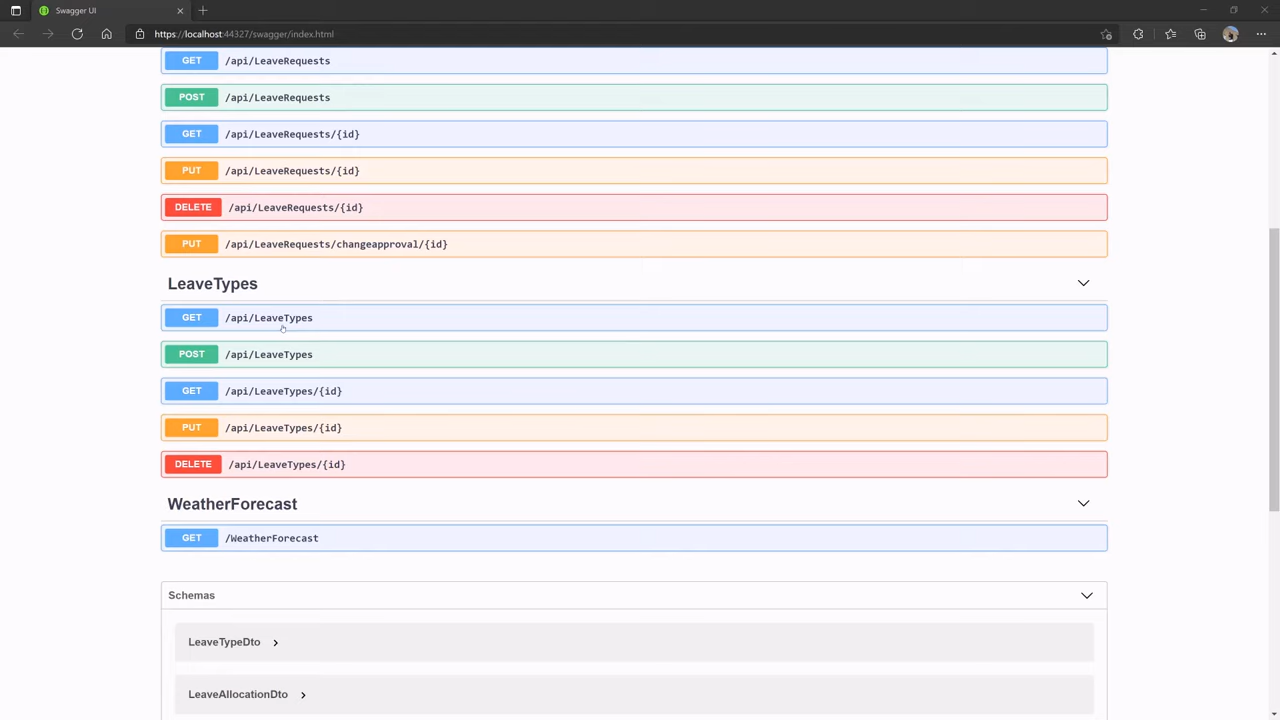 Swagger UI
https://localhost:44327/swagger/index.html
GET /api/LeaveRequests
POST /api/LeaveRequests
GET /api/LeaveRequests/{id}
PUT /api/LeaveRequests/{id}
DELETE /api/LeaveRequests/{id}
PUT /api/LeaveRequests/changeapproval/{id}
LeaveTypes
GET /api/LeaveTypes
POST /api/LeaveTypes
GET /api/LeaveTypes/{id}
PUT /api/LeaveTypes/{id}
DELETE /api/LeaveTypes/{id}
WeatherForecast
GET /WeatherForecast
Schemas
LeaveTypeDto
LeaveAllocationDto